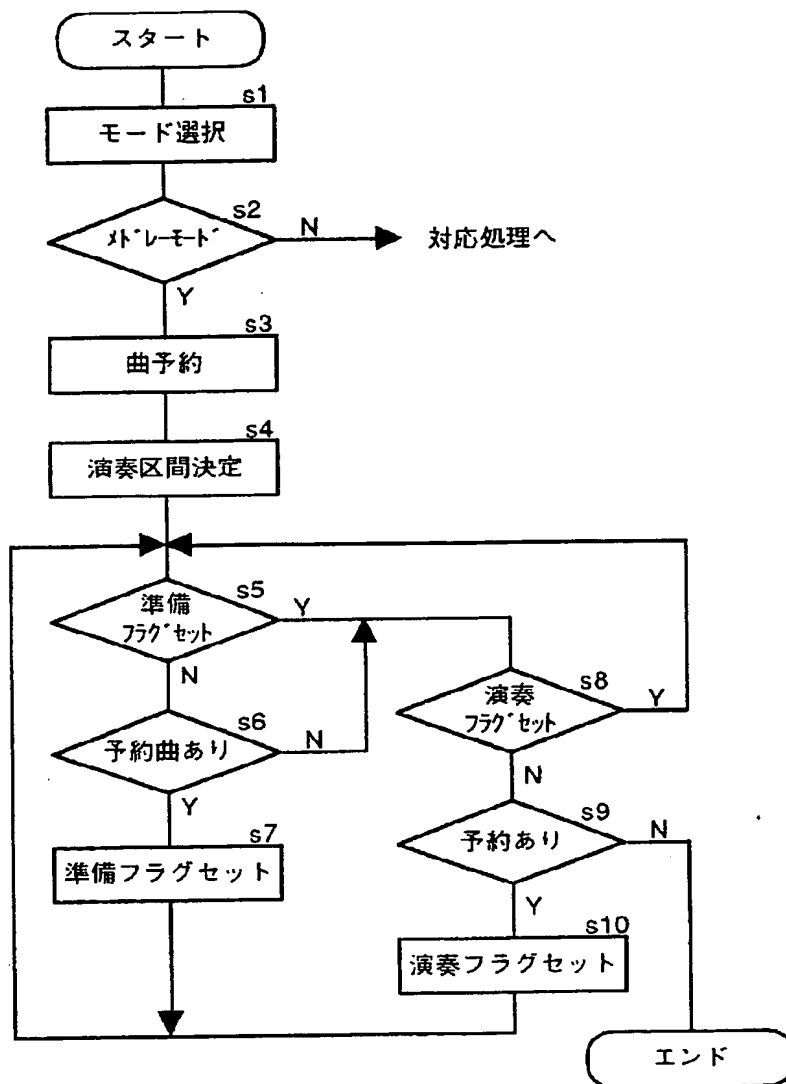 スタート
s1
モード選択
s2
メドレーモード
N
対応処理へ
Y
s3
曲予約
s4
演奏区間決定
s5
準備
フラグセット
Y
N
s6
予約曲あり
N
Y
s7
準備フラグセット
s8
演奏
フラグセット
Y
N
s9
予約あり
N
Y
s10
演奏フラグセット
エンド